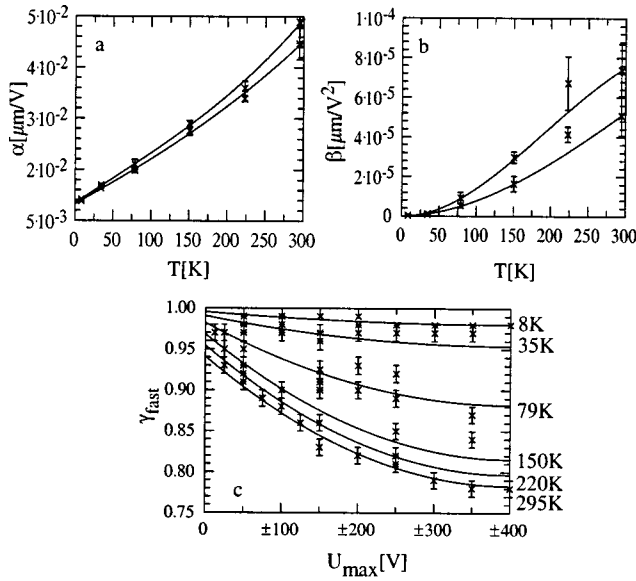 a
5·10-2
4·10-2
3·10-2
2·10-2
5·10-3
α[µm/V]
0 50 100 150 200 250 300
T[K]
b
1·10-4
8·10-5
6·10-5
4·10-5
2·10-5
0
β[µm/V2]
0 50 100 150 200 250 300
T[K]
c
1.00
0.95
0.90
0.85
0.80
0.75
γfast
8K
35K
79K
150K
220K
295K
0 ±100 ±200 ±300 ±400
Umax[V]